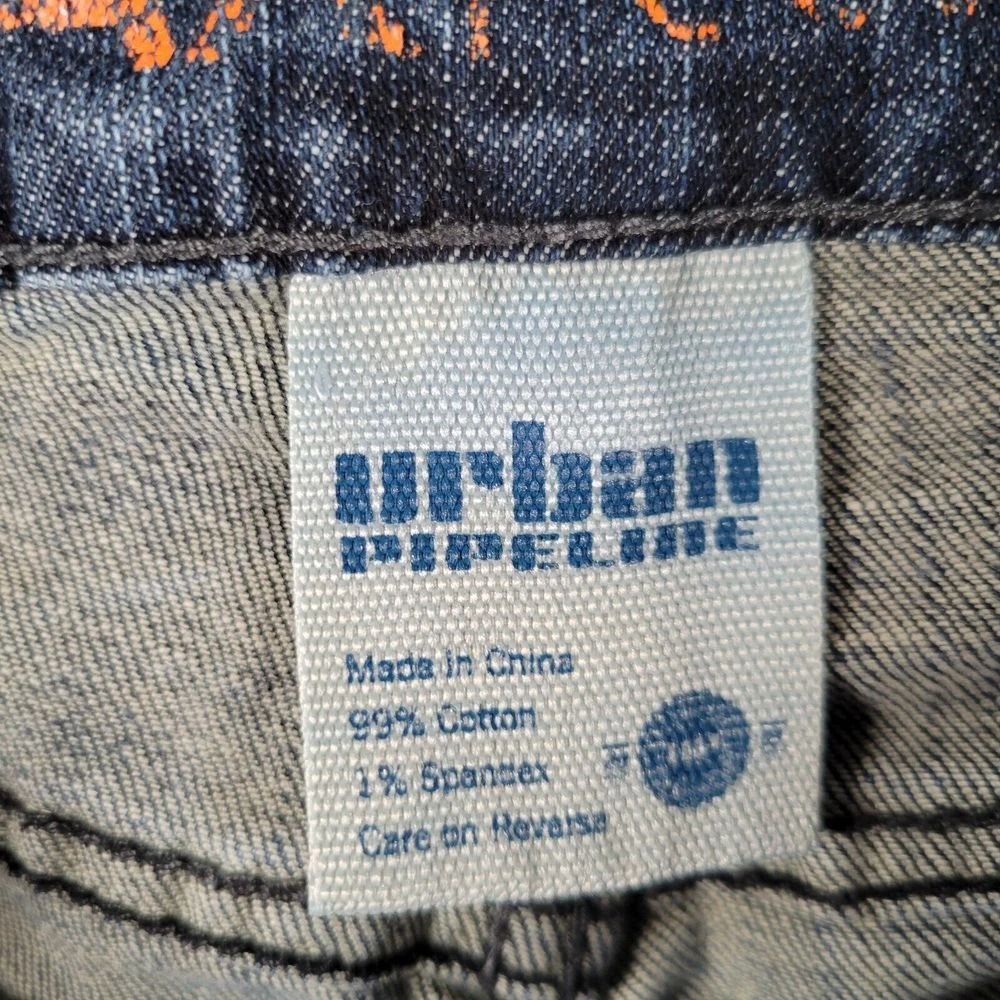 urban
PIPELINE
Made in China
99% Cotton
1% Spandex
Care on Reverse